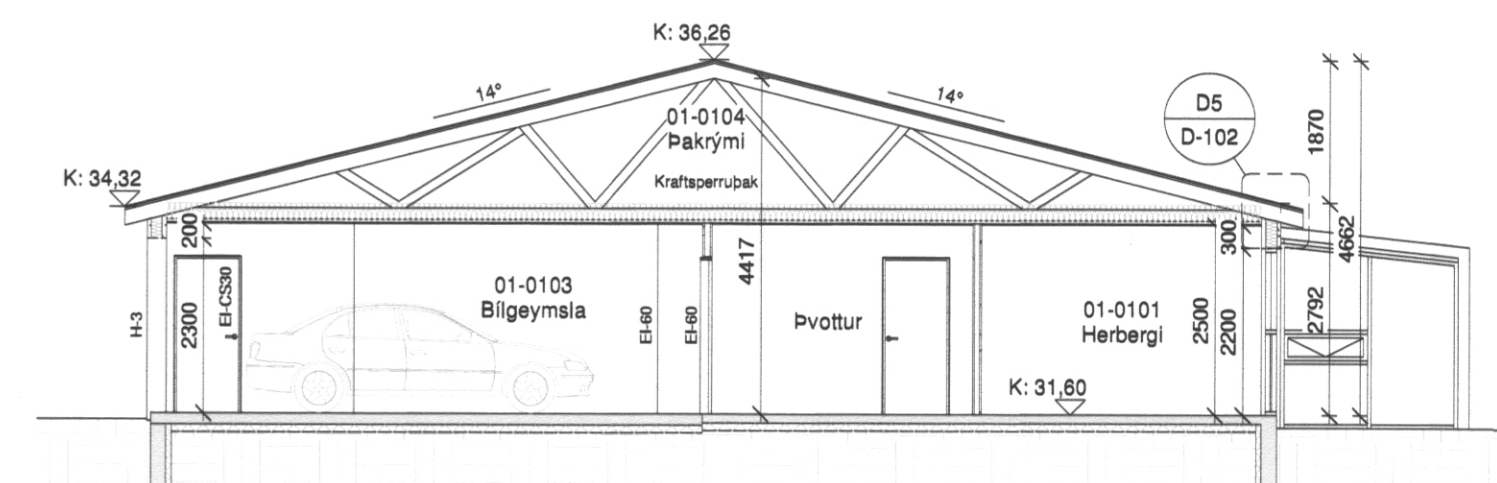 K: 36,26
14°
14°
D5
D-102
1870
01-0104
Þakrými
Kraftsperruþak
K: 34,32
200
300
4662
4417
EI-CS30
01-0103
Bílgeymsla
H-3
2300
EI-60
EI-60
Þvottur
01-0101
Herbergi
2500
2200
2792
K: 31,60